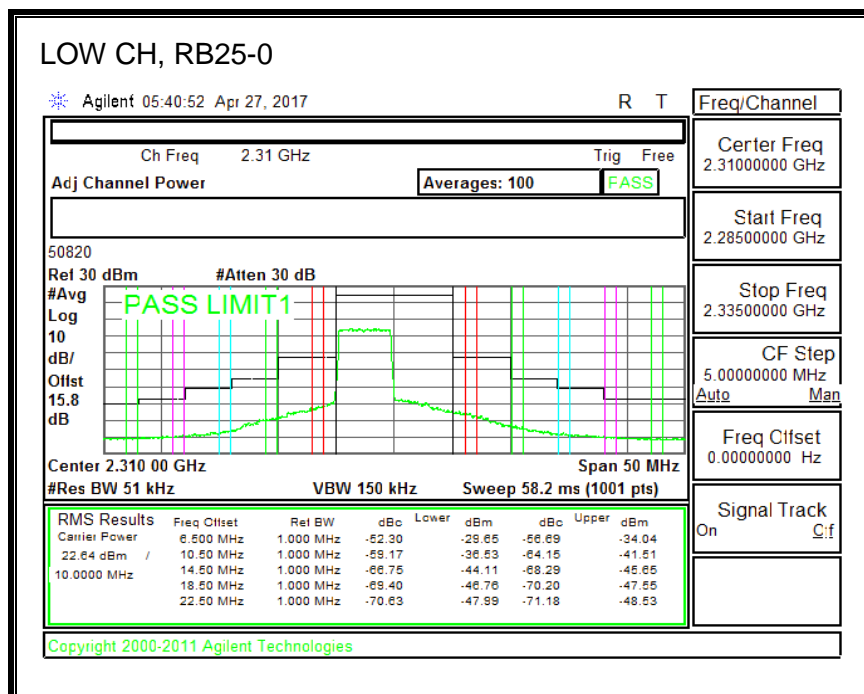 LOW CH, RB25-0
Agilent 05:40:52 Apr 27, 2017 R T
Ch Freq 2.31 GHz Trig Free
Adj Channel Power Averages: 100 PASS
50820
Ref 30 dBm #Atten 30 dB
#Avg
Log
10
dB/
Offst
15.8
dB
PASS LIMIT1
Center 2.310 00 GHz Span 50 MHz
#Res BW 51 kHz VBW 150 kHz Sweep 58.2 ms (1001 pts)
RMS Results Freq Offset Ref BW dBc Lower dBm dBc Upper dBm
Carrier Power 6.500 MHz 1.000 MHz -52.30 -29.65 -56.69 -34.04
22.64 dBm / 10.50 MHz 1.000 MHz -59.17 -36.53 -64.15 -41.51
10.0000 MHz 14.50 MHz 1.000 MHz -66.75 -44.11 -68.29 -45.65
18.50 MHz 1.000 MHz -69.40 -46.76 -70.20 -47.55
22.50 MHz 1.000 MHz -70.63 -47.99 -71.18 -48.53
Copyright 2000-2011 Agilent Technologies
Freq/Channel
Center Freq
2.31000000 GHz
Start Freq
2.28500000 GHz
Stop Freq
2.33500000 GHz
CF Step
5.00000000 MHz
Auto Man
Freq Offset
0.00000000 Hz
Signal Track
On Off